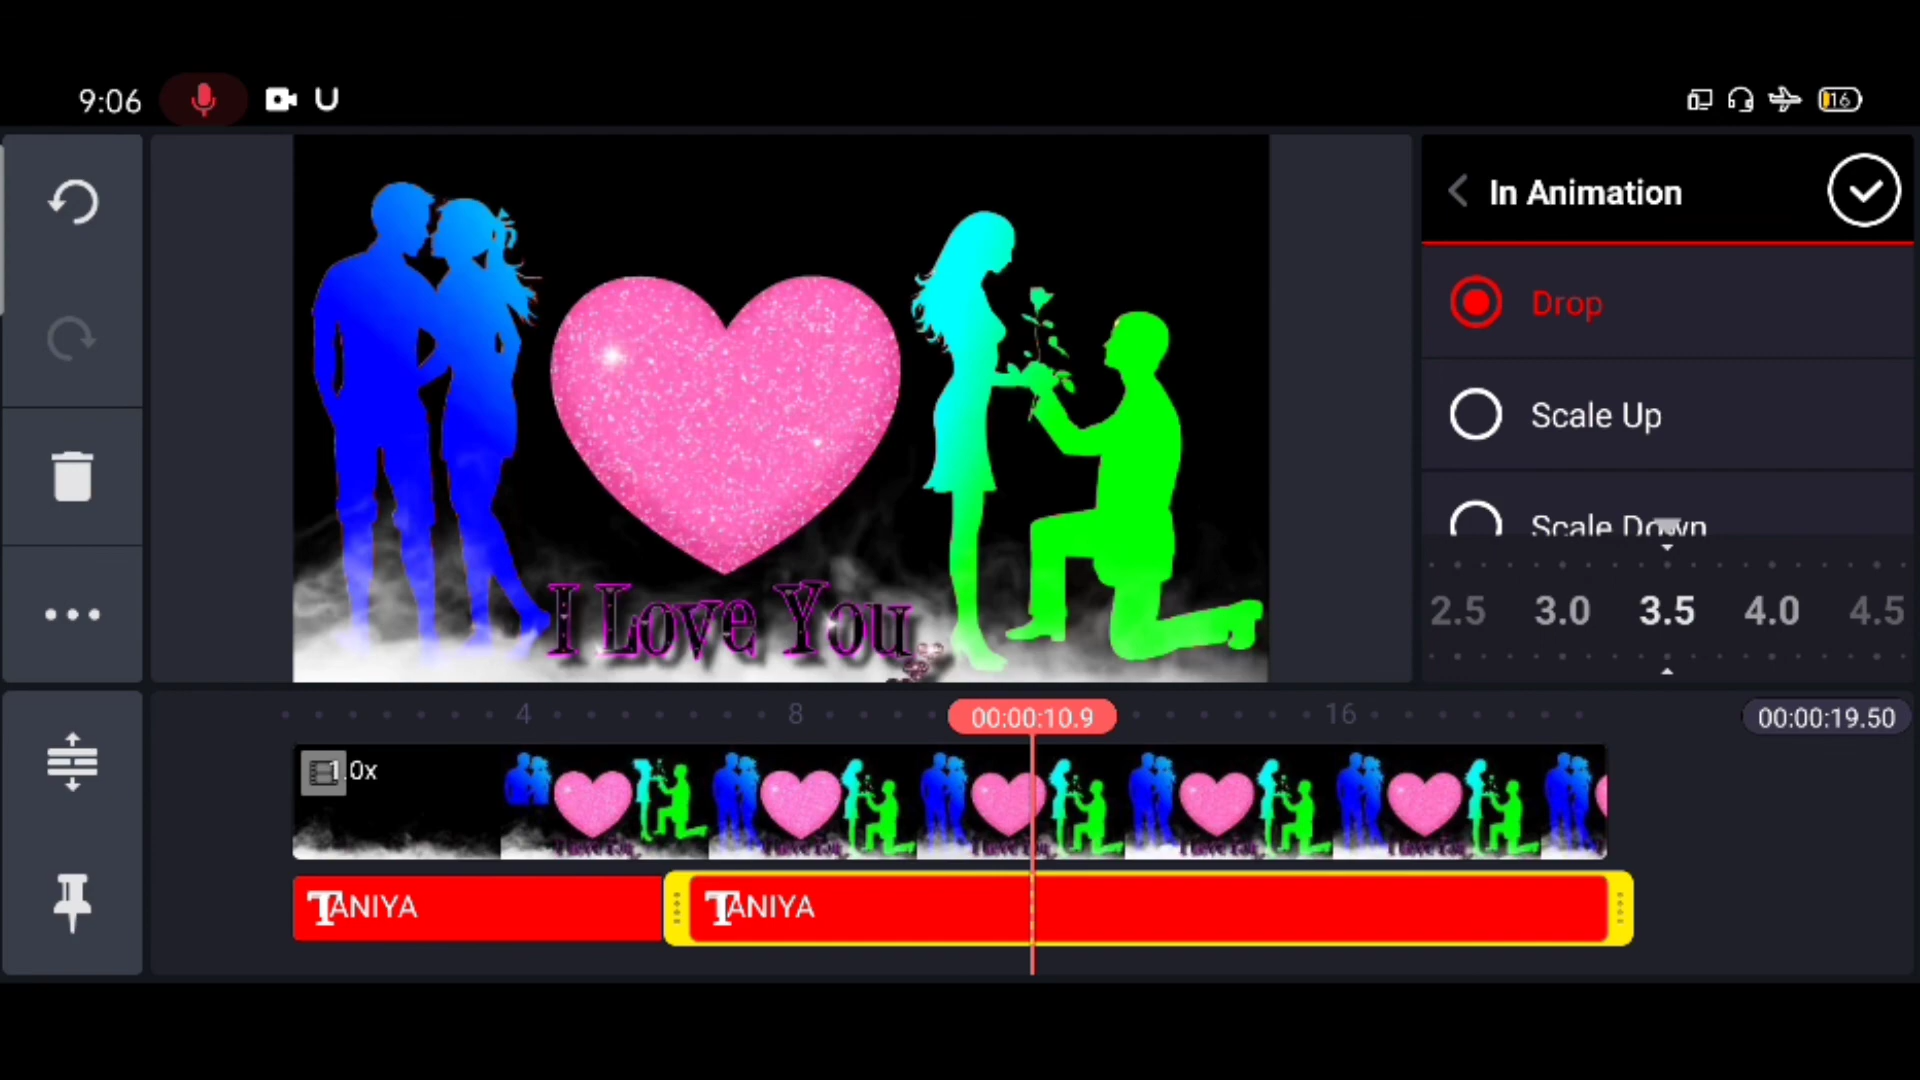 9:06
16
In Animation
Drop
Scale Up
Scale Down
2.5 3.0 3.5 4.0 4.5
I Love You
4 8 00:00:10.9 16 00:00:19.50
1.0x
TANIYA TANIYA